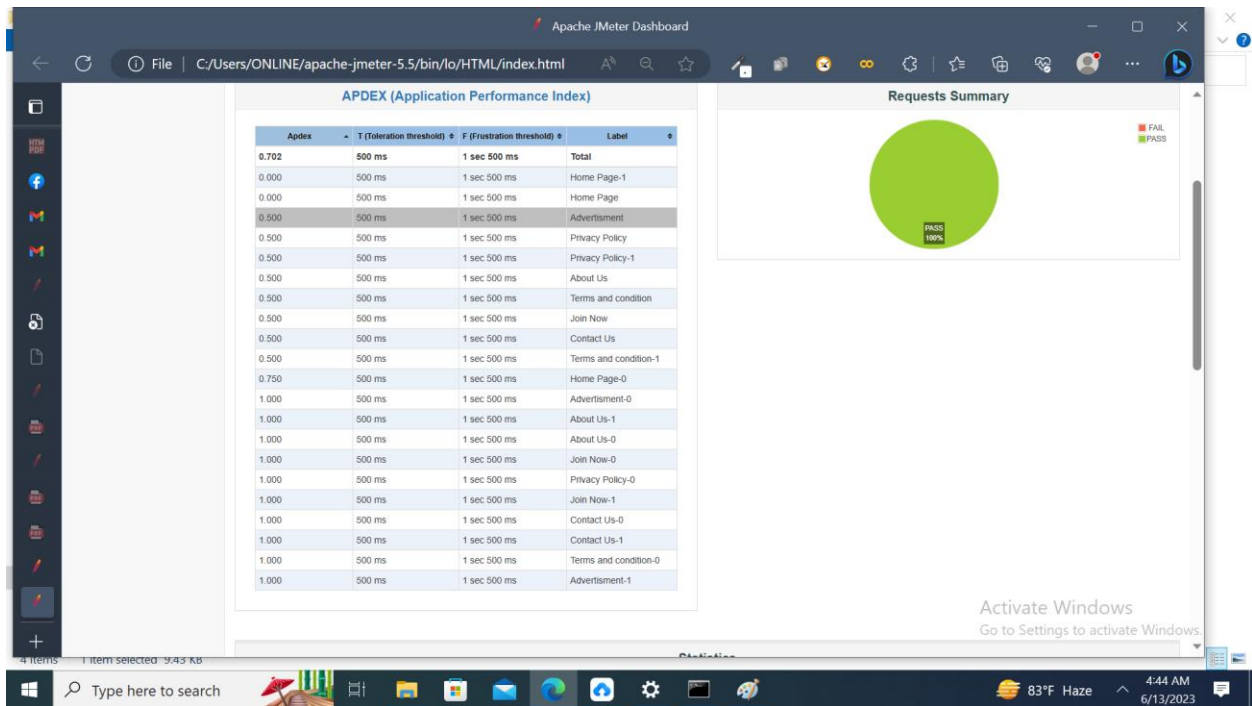 Apache JMeter Dashboard
File | C:/Users/ONLINE/apache-jmeter-5.5/bin/lo/HTML/index.html
APDEX (Application Performance Index)
Apdex T (Toleration threshold) F (Frustration threshold) Label
0.702 500 ms 1 sec 500 ms Total
0.000 500 ms 1 sec 500 ms Home Page-1
0.000 500 ms 1 sec 500 ms Home Page
0.500 500 ms 1 sec 500 ms Advertisment
0.500 500 ms 1 sec 500 ms Privacy Policy
0.500 500 ms 1 sec 500 ms Privacy Policy-1
0.500 500 ms 1 sec 500 ms About Us
0.500 500 ms 1 sec 500 ms Terms and condition
0.500 500 ms 1 sec 500 ms Join Now
0.500 500 ms 1 sec 500 ms Contact Us
0.500 500 ms 1 sec 500 ms Terms and condition-1
0.750 500 ms 1 sec 500 ms Home Page-0
1.000 500 ms 1 sec 500 ms Advertisment-0
1.000 500 ms 1 sec 500 ms About Us-1
1.000 500 ms 1 sec 500 ms About Us-0
1.000 500 ms 1 sec 500 ms Join Now-0
1.000 500 ms 1 sec 500 ms Privacy Policy-0
1.000 500 ms 1 sec 500 ms Join Now-1
1.000 500 ms 1 sec 500 ms Contact Us-0
1.000 500 ms 1 sec 500 ms Contact Us-1
1.000 500 ms 1 sec 500 ms Terms and condition-0
1.000 500 ms 1 sec 500 ms Advertisment-1
Requests Summary
FAIL
PASS
PASS
100%
Activate Windows
Go to Settings to activate Windows.
Statistics
4 items 1 item selected 9.43 KB
Type here to search
83°F Haze
4:44 AM
6/13/2023